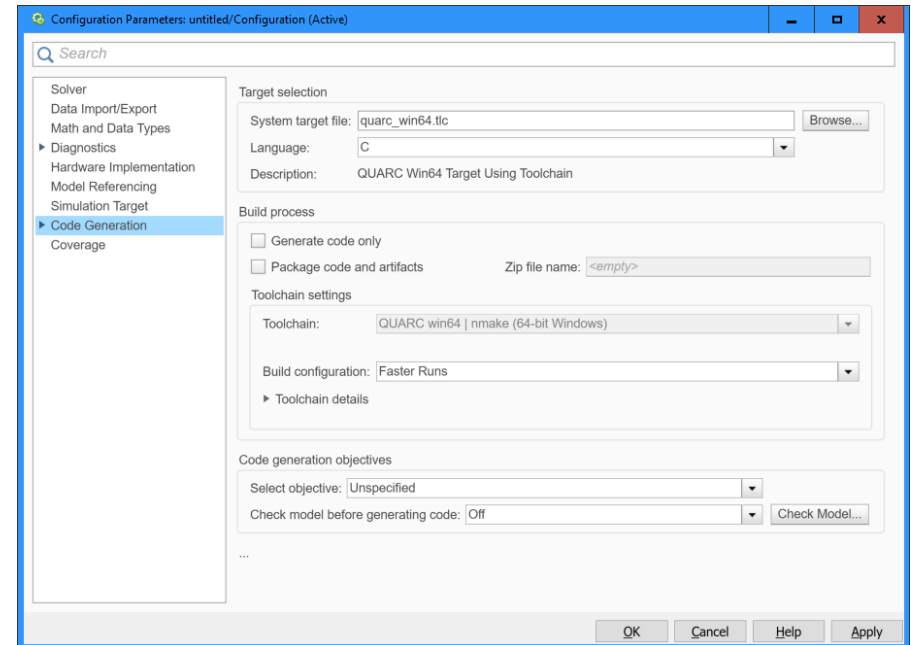 Configuration Parameters: untitled/Configuration (Active)
Search
Solver
Data Import/Export
Math and Data Types
Diagnostics
Hardware Implementation
Model Referencing
Simulation Target
Code Generation
Coverage
Target selection
System target file: quarc_win64.tlc Browse...
Language: C
Description: QUARC Win64 Target Using Toolchain
Build process
Generate code only
Package code and artifacts Zip file name: <empty>
Toolchain settings
Toolchain: QUARC win64 | nmake (64-bit Windows)
Build configuration: Faster Runs
Toolchain details
Code generation objectives
Select objective: Unspecified
Check model before generating code: Off Check Model...
...
OK Cancel Help Apply